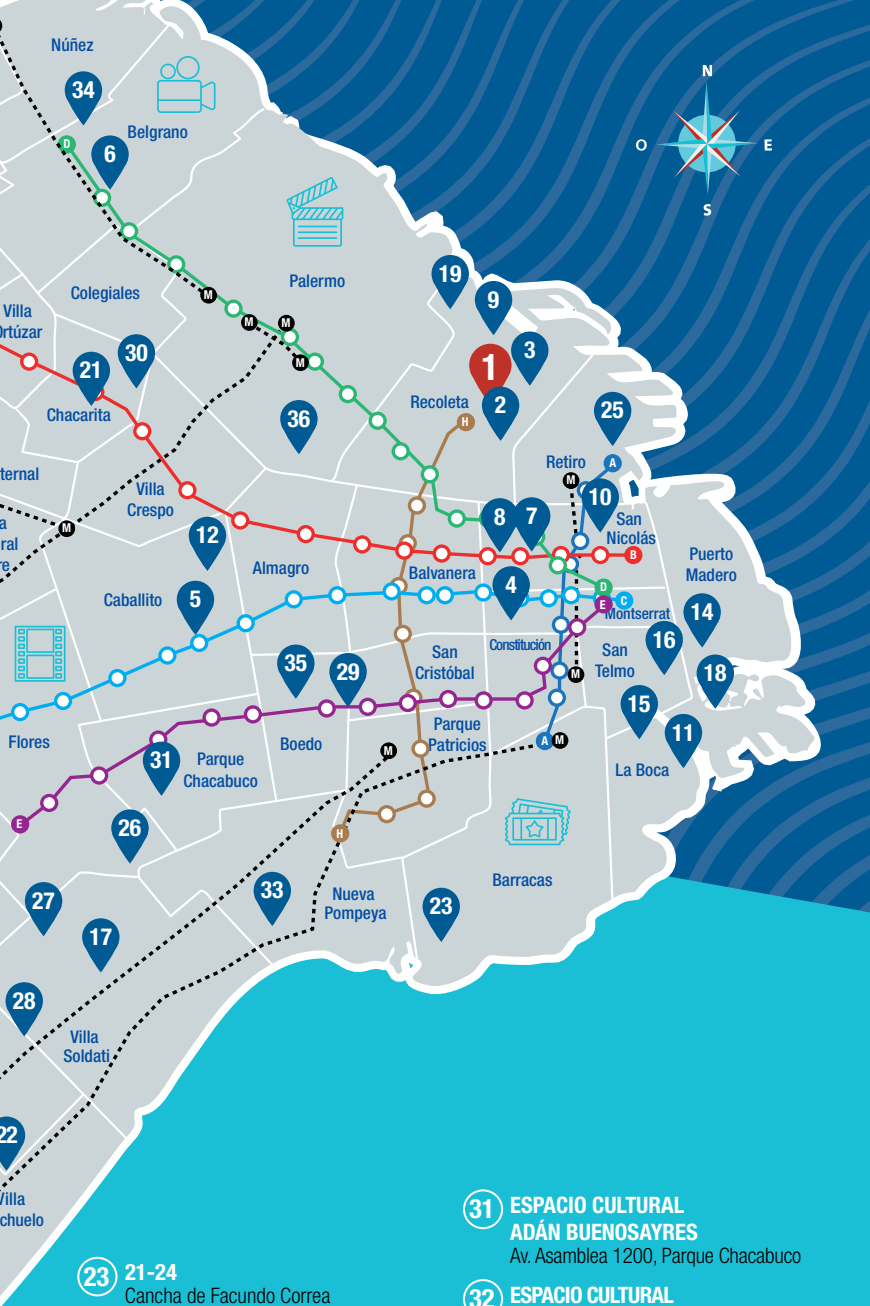 Núñez
34
Belgrano
D
6
N
O
E
S
Palermo
19
Colegiales
9
M
M
M
Villa
Ortúzar
30
3
M
21
1
Chacarita
Recoleta
2
36
H
25
Retiro
A
M
ternal
Villa
Crespo
10
8
7
San
Nicolás
M
12
B
Puerto
Madero
a
ral
re
Almagro
Balvanera
4
D
Caballito
5
E
C
Montserrat
14
16
Constitución
San
Telmo
San
Cristóbal
35
29
M
18
15
Flores
Boedo
Parque
Patricios
11
A
M
M
31
Parque
Chacabuco
La Boca
E
26
H
Barracas
33
27
Nueva
Pompeya
23
17
28
Villa
Soldati
22
Villa
chuelo
31
ESPACIO CULTURAL
ADÁN BUENOSAYRES
Av. Asamblea 1200, Parque Chacabuco
23
21-24
Cancha de Facundo Correa
32
ESPACIO CULTURAL